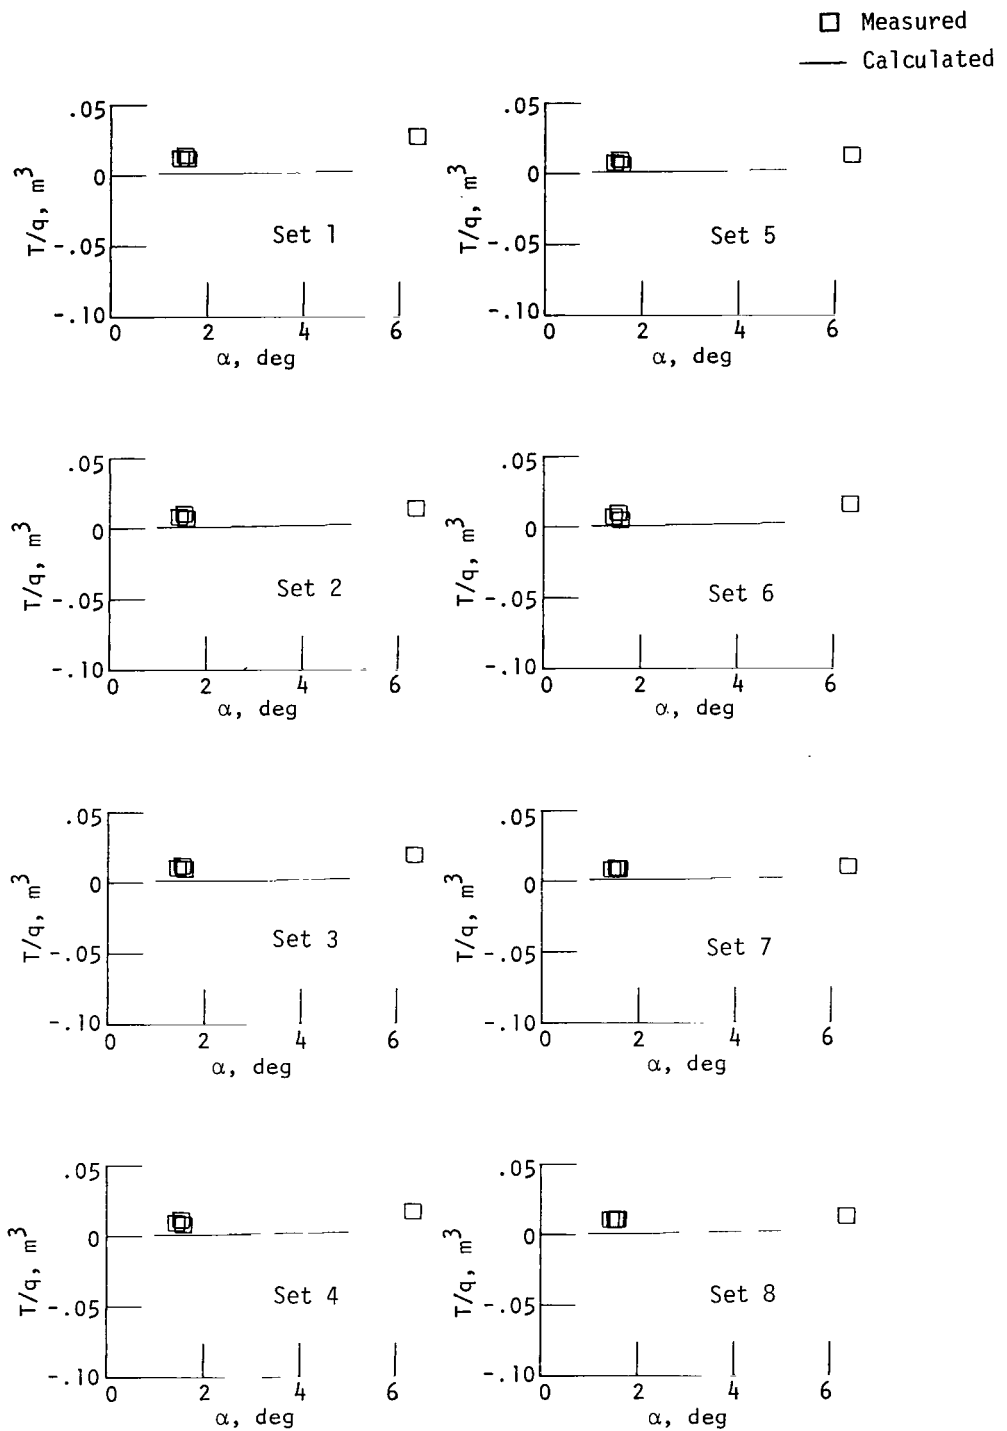 Measured
Calculated
.05
0
-.05
-.10
T/q, m³
0 2 4 6
α, deg
Set 1
.05
0
-.05
-.10
T/q, m³
0 2 4 6
α, deg
Set 5
.05
0
-.05
-.10
T/q, m³
0 2 4 6
α, deg
Set 2
.05
0
-.05
-.10
T/q, m³
0 2 4 6
α, deg
Set 6
.05
0
-.05
-.10
T/q, m³
0 2 4 6
α, deg
Set 3
.05
0
-.05
-.10
T/q, m³
0 2 4 6
α, deg
Set 7
.05
0
-.05
-.10
T/q, m³
0 2 4 6
α, deg
Set 4
.05
0
-.05
-.10
T/q, m³
0 2 4 6
α, deg
Set 8